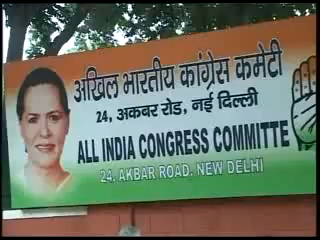 अखिल भारतीय कांग्रेस कमेटी
24, अकबर रोड, नई दिल्ली
ALL INDIA CONGRESS COMMITTE
24, AKBAR ROAD, NEW DELHI